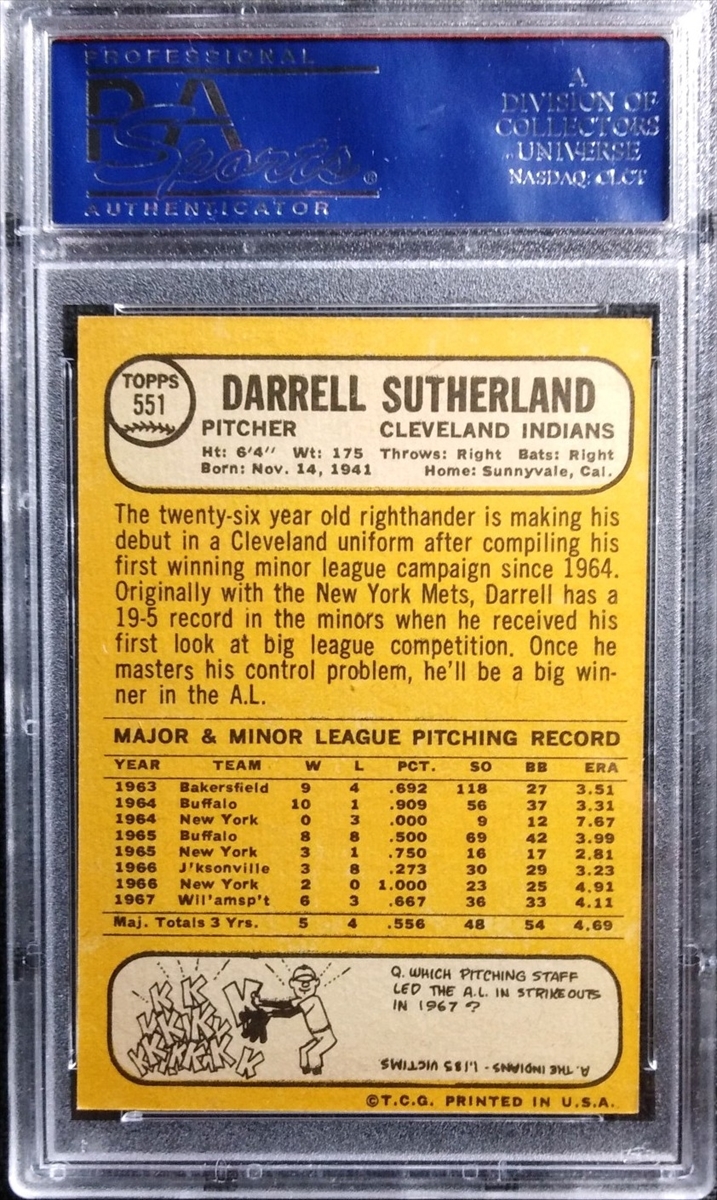 PROFESSIONAL
PSA
Sports ®
AUTHENTICATOR
A
DIVISION OF
COLLECTORS
UNIVERSE
NASDAQ: CLCT
TOPPS
551
DARRELL SUTHERLAND
PITCHER CLEVELAND INDIANS
Ht: 6'4" Wt: 175 Throws: Right Bats: Right
Born: Nov. 14, 1941 Home: Sunnyvale, Cal.
The twenty-six year old righthander is making his
debut in a Cleveland uniform after compiling his
first winning minor league campaign since 1964.
Originally with the New York Mets, Darrell has a
19-5 record in the minors when he received his
first look at big league competition. Once he
masters his control problem, he'll be a big win-
ner in the A.L.
MAJOR & MINOR LEAGUE PITCHING RECORD
YEAR TEAM W L PCT. SO BB ERA
1963 Bakersfield 9 4 .692 118 27 3.51
1964 Buffalo 10 1 .909 56 37 3.31
1964 New York 0 3 .000 9 12 7.67
1965 Buffalo 8 8 .500 69 42 3.99
1965 New York 3 1 .750 16 17 2.81
1966 J'ksonville 3 8 .273 30 29 3.23
1966 New York 2 0 1.000 23 25 4.91
1967 Wil'amsp't 6 3 .667 36 33 4.11
Maj. Totals 3 Yrs. 5 4 .556 48 54 4.69
Q. WHICH PITCHING STAFF
LED THE A.L. IN STRIKEOUTS
IN 1967?
A. THE INDIANS - 1,185 VICTIMS
K K K
K K K K K
K K K K K K K
©T.C.G. PRINTED IN U.S.A.